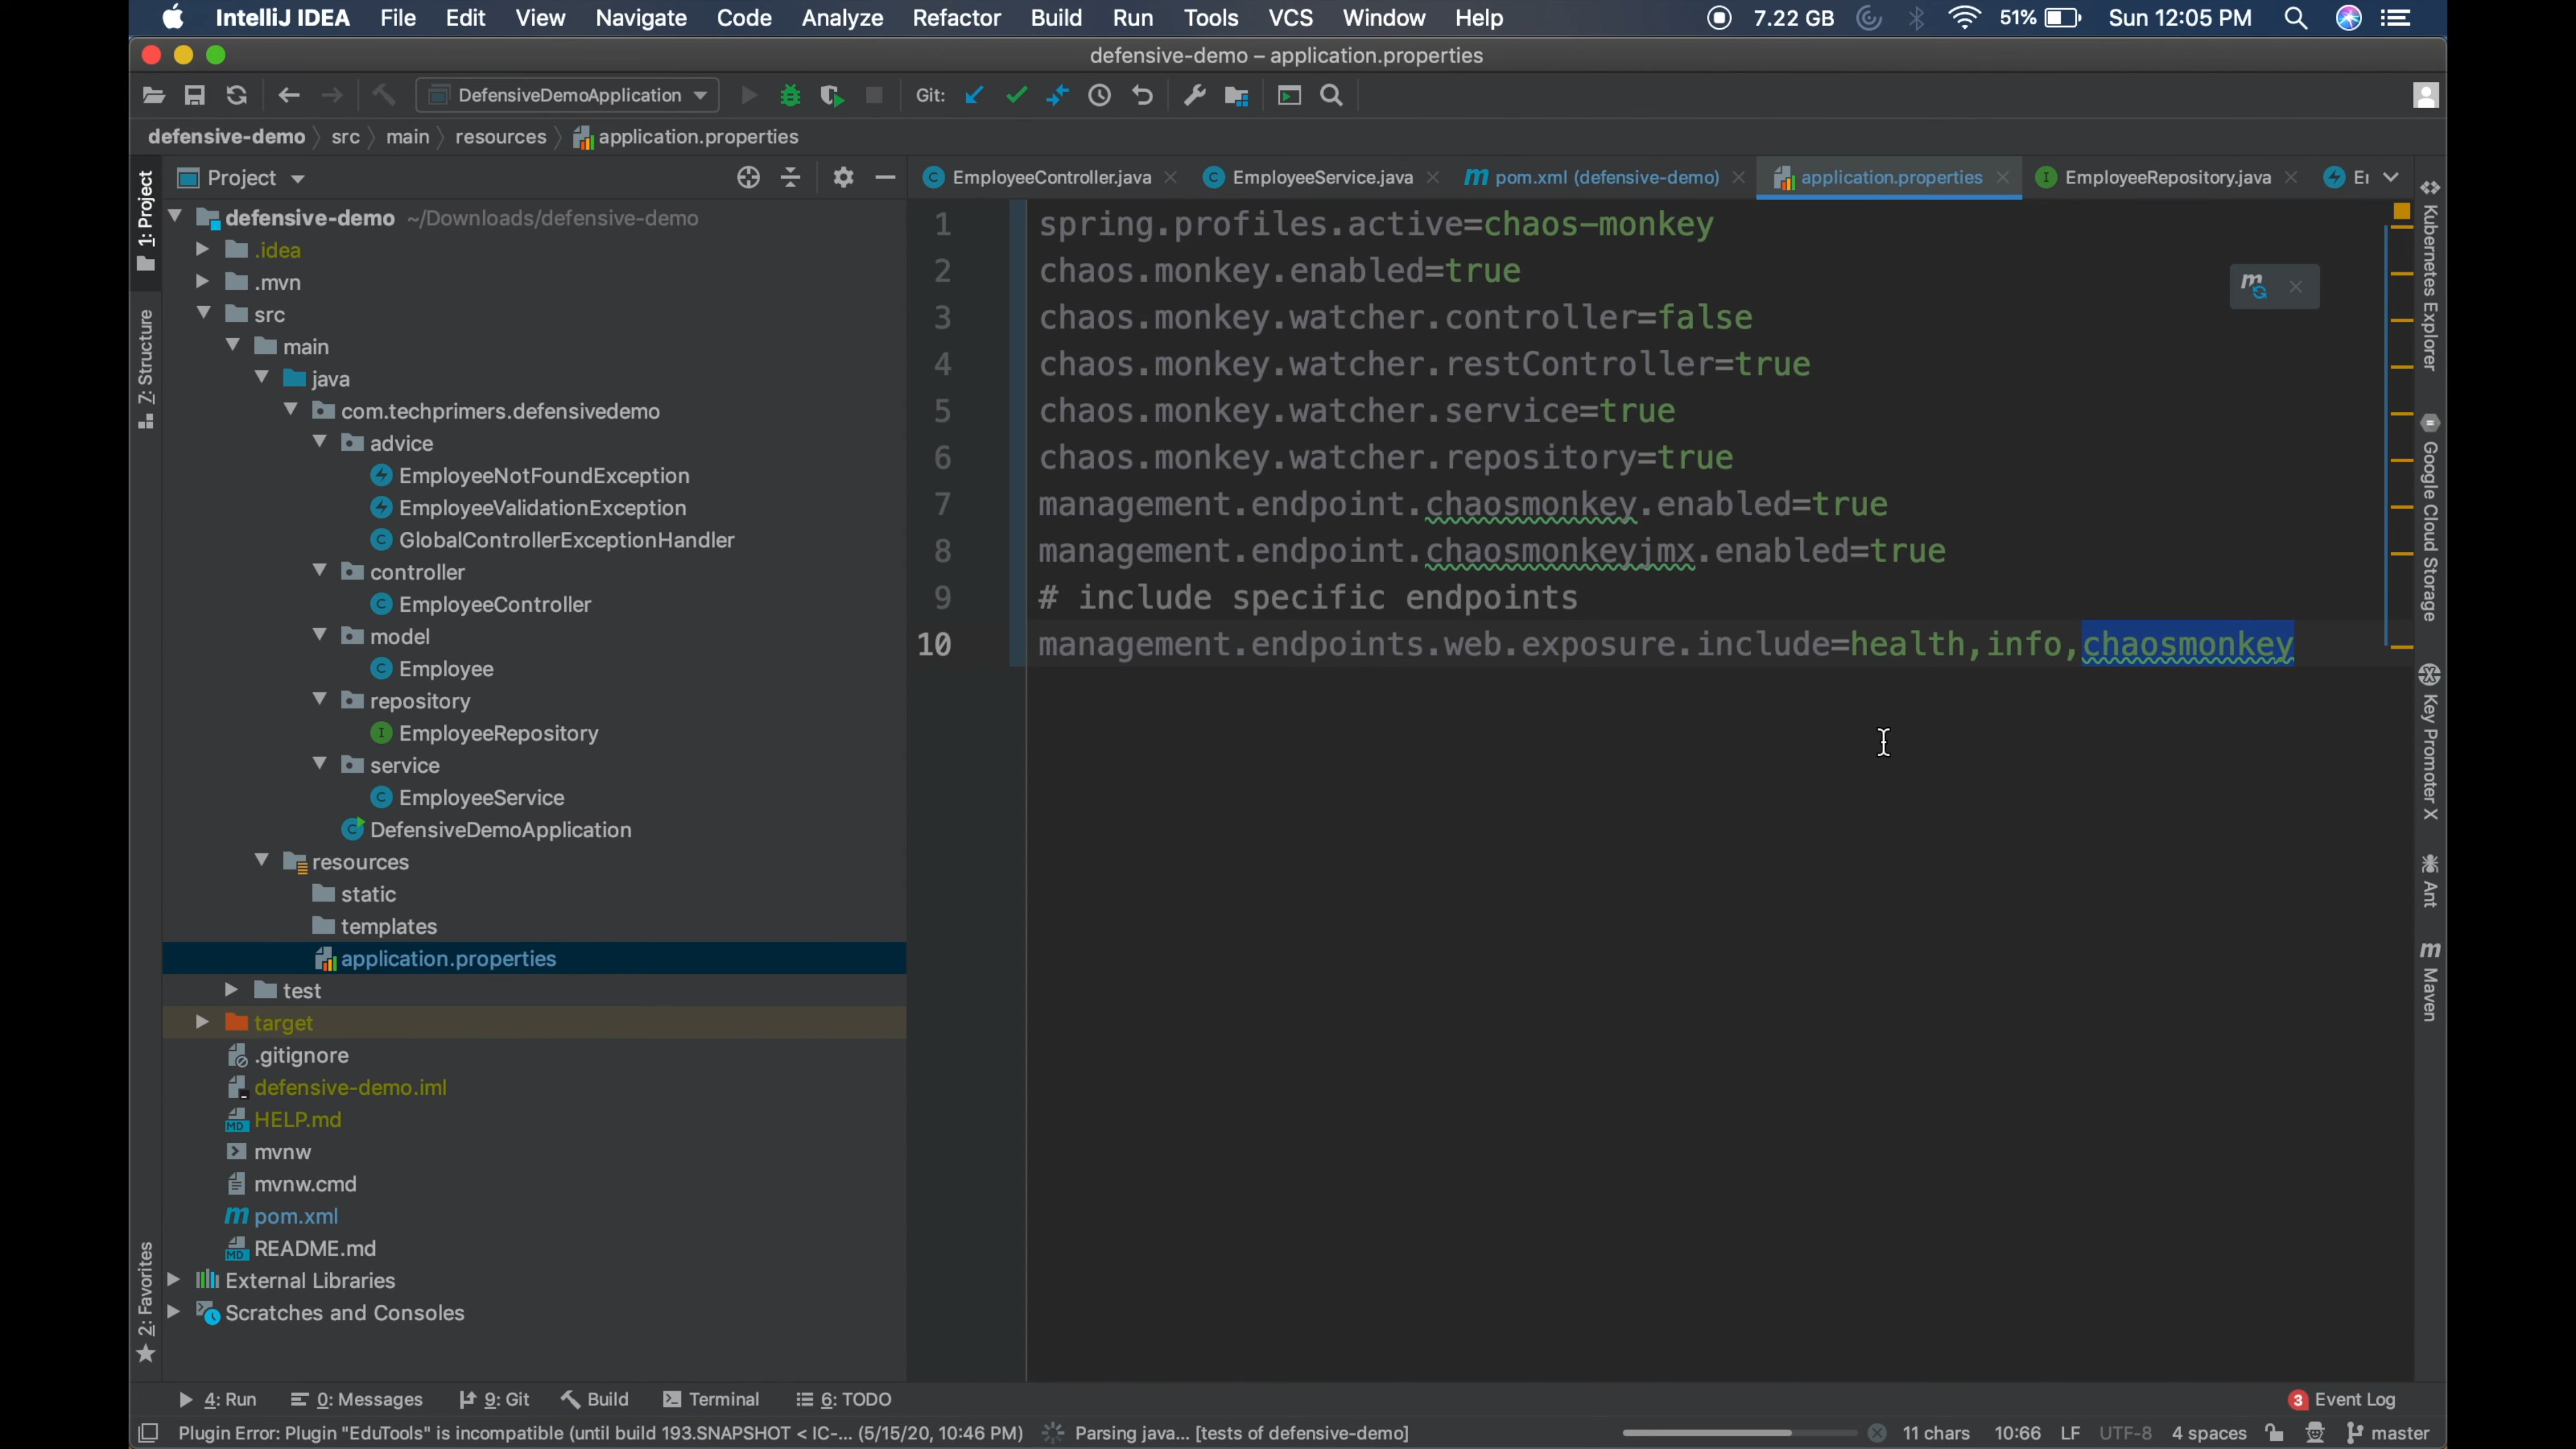 IntelliJ IDEA File Edit View Navigate Code Analyze Refactor Build Run Tools VCS Window Help 7.22 GB 51% Sun 12:05 PM
defensive-demo – application.properties
DefensiveDemoApplication Git:
defensive-demo src main resources application.properties
Project
EmployeeController.java EmployeeService.java pom.xml (defensive-demo) application.properties EmployeeRepository.java
1: Project
Z: Structure
2: Favorites
defensive-demo ~/Downloads/defensive-demo
.idea
.mvn
src
main
java
com.techprimers.defensivedemo
advice
EmployeeNotFoundException
EmployeeValidationException
GlobalControllerExceptionHandler
controller
EmployeeController
model
Employee
repository
EmployeeRepository
service
EmployeeService
DefensiveDemoApplication
resources
static
templates
application.properties
test
target
.gitignore
defensive-demo.iml
HELP.md
mvnw
mvnw.cmd
pom.xml
README.md
External Libraries
Scratches and Consoles
1 spring.profiles.active=chaos-monkey
2 chaos.monkey.enabled=true
3 chaos.monkey.watcher.controller=false
4 chaos.monkey.watcher.restController=true
5 chaos.monkey.watcher.service=true
6 chaos.monkey.watcher.repository=true
7 management.endpoint.chaosmonkey.enabled=true
8 management.endpoint.chaosmonkeyjmx.enabled=true
9 # include specific endpoints
10 management.endpoints.web.exposure.include=health,info,chaosmonkey
Kubernetes Explorer
Google Cloud Storage
Key Promoter X
Ant
Maven
4: Run 0: Messages 9: Git Build Terminal 6: TODO 3 Event Log
Plugin Error: Plugin "EduTools" is incompatible (until build 193.SNAPSHOT < IC-... (5/15/20, 10:46 PM) Parsing java... [tests of defensive-demo] 11 chars 10:66 LF UTF-8 4 spaces master